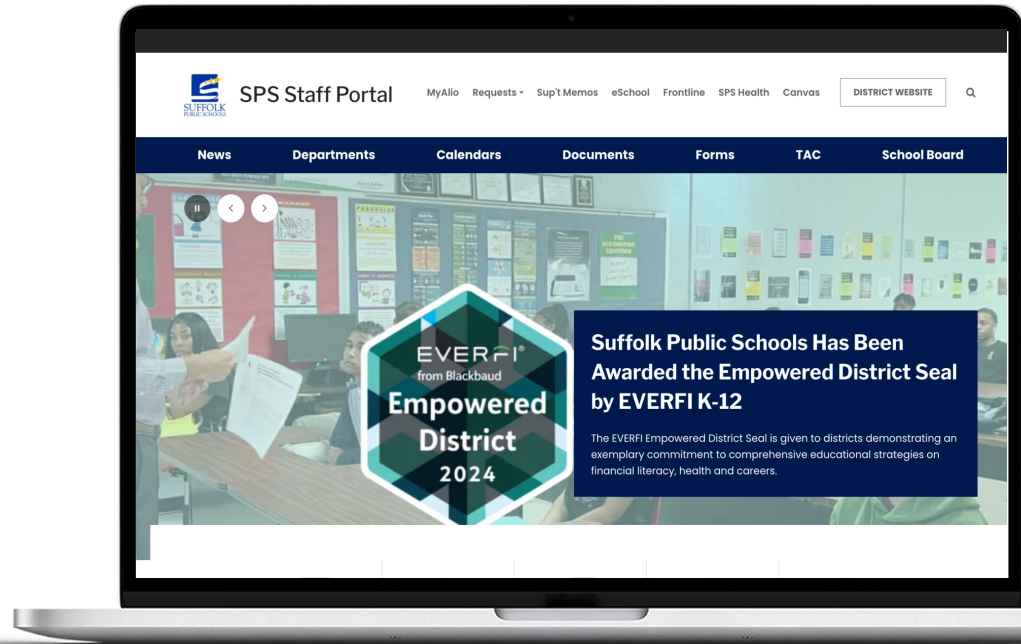 SUFFOLK
PUBLIC SCHOOLS
SPS Staff Portal
MyAlio Requests Sup't Memos eSchool Frontline SPS Health Canvas DISTRICT WEBSITE
News Departments Calendars Documents Forms TAC School Board
THE
ACCOUNTING
EQUATION
EVERFI®
from Blackbaud
Empowered
District
2024
Suffolk Public Schools Has Been
Awarded the Empowered District Seal
by EVERFI K-12
The EVERFI Empowered District Seal is given to districts demonstrating an
exemplary commitment to comprehensive educational strategies on
financial literacy, health and careers.